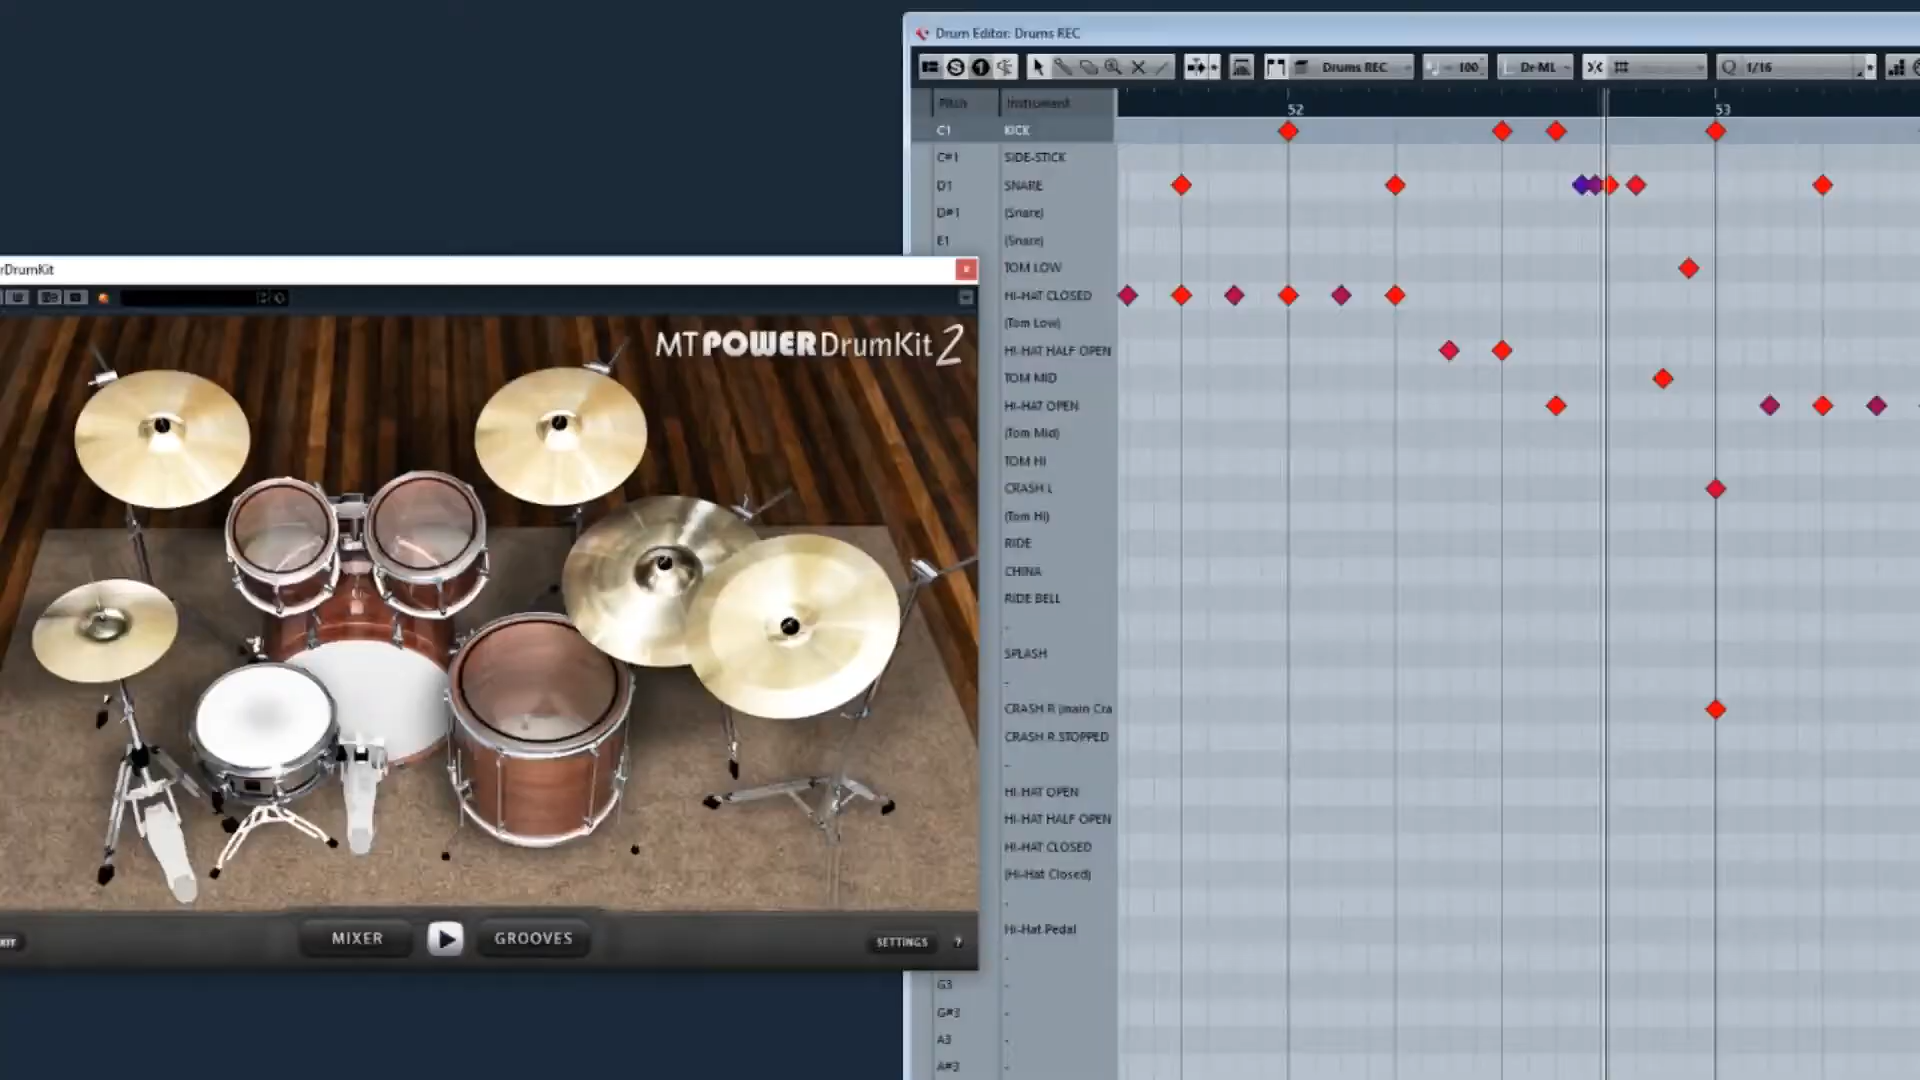 Drum Editor: Drums REC
Drums REC
100
Dr-ML
Q 1/16
Pitch Instrument
52 53
C1 KICK
C#1 SIDE-STICK
D1 SNARE
D#1 (Snare)
E1 (Snare)
TOM LOW
HI-HAT CLOSED
(Tom Low)
HI-HAT HALF OPEN
TOM MID
HI-HAT OPEN
(Tom Mid)
TOM HI
CRASH L
(Tom Hi)
RIDE
CHINA
RIDE BELL
-
SPLASH
-
CRASH R (main Cra
CRASH R STOPPED
-
HI-HAT OPEN
HI-HAT HALF OPEN
HI-HAT CLOSED
(Hi-Hat Closed)
-
Hi-Hat Pedal
-
G3 -
G#3 -
A3 -
A#3 -
rDrumKit
MT POWER DrumKit 2
MIXER
GROOVES
SETTINGS ?